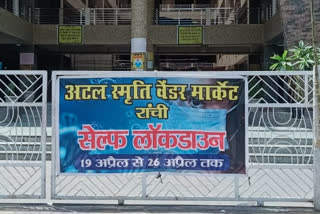 अटल स्मृति वेंडर मार्केट
रांची
सेल्फ लॉकडाउन
19 अप्रैल से 26 अप्रैल तक